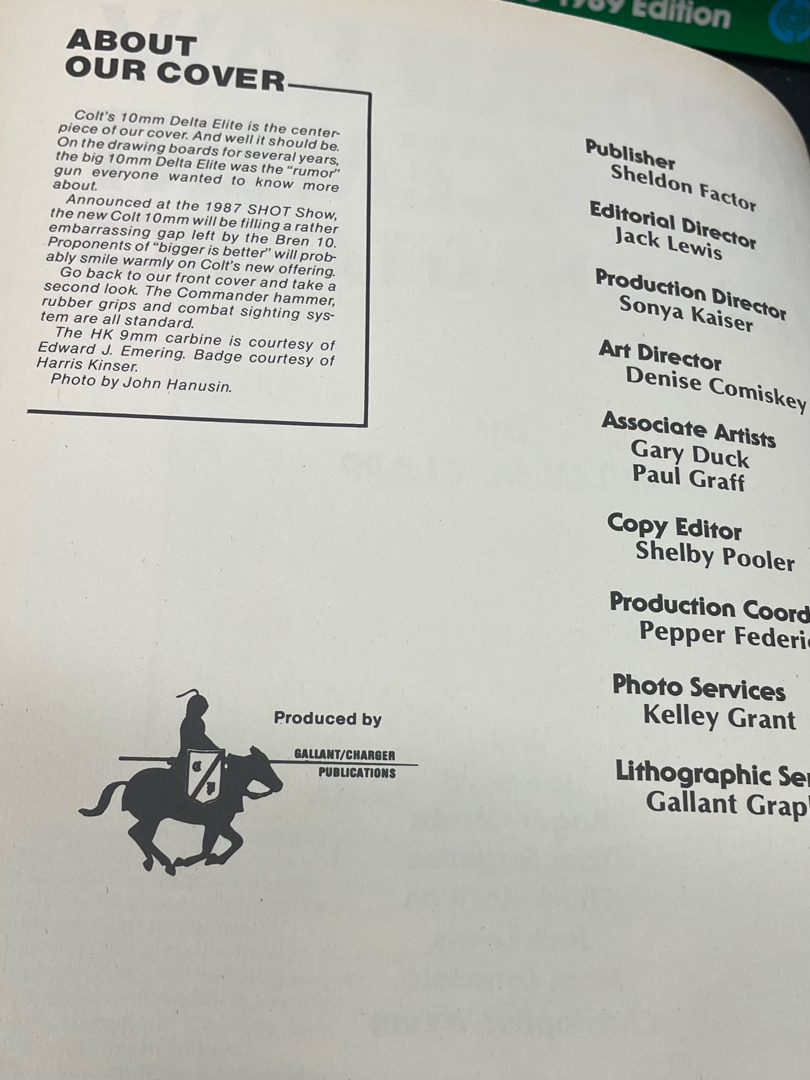 1989 Edition
ABOUT
OUR COVER
Colt's 10mm Delta Elite is the center-
piece of our cover. And well it should be.
On the drawing boards for several years,
the big 10mm Delta Elite was the "rumor"
gun everyone wanted to know more
about.
Announced at the 1987 SHOT Show,
the new Colt 10mm will be filling a rather
embarrassing gap left by the Bren 10.
Proponents of "bigger is better" will prob-
ably smile warmly on Colt's new offering.
Go back to our front cover and take a
second look. The Commander hammer,
rubber grips and combat sighting sys-
tem are all standard.
The HK 9mm carbine is courtesy of
Edward J. Emering. Badge courtesy of
Harris Kinser.
Photo by John Hanusin.
Produced by
GALLANT/CHARGER
PUBLICATIONS
Publisher
Sheldon Factor
Editorial Director
Jack Lewis
Production Director
Sonya Kaiser
Art Director
Denise Comiskey
Associate Artists
Gary Duck
Paul Graff
Copy Editor
Shelby Pooler
Production Coord
Pepper Federi
Photo Services
Kelley Grant
Lithographic Ser
Gallant Grap